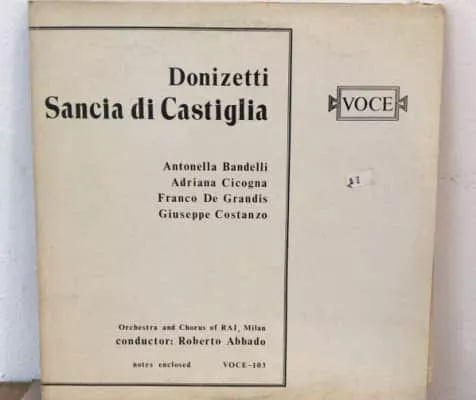 Donizetti
Sancia di Castiglia
VOCE
Antonella Bandelli
Adriana Cicogna
Franco De Grandis
Giuseppe Costanzo
Orchestra and Chorus of RAI, Milan
conductor: Roberto Abbado
notes enclosed VOCE-103